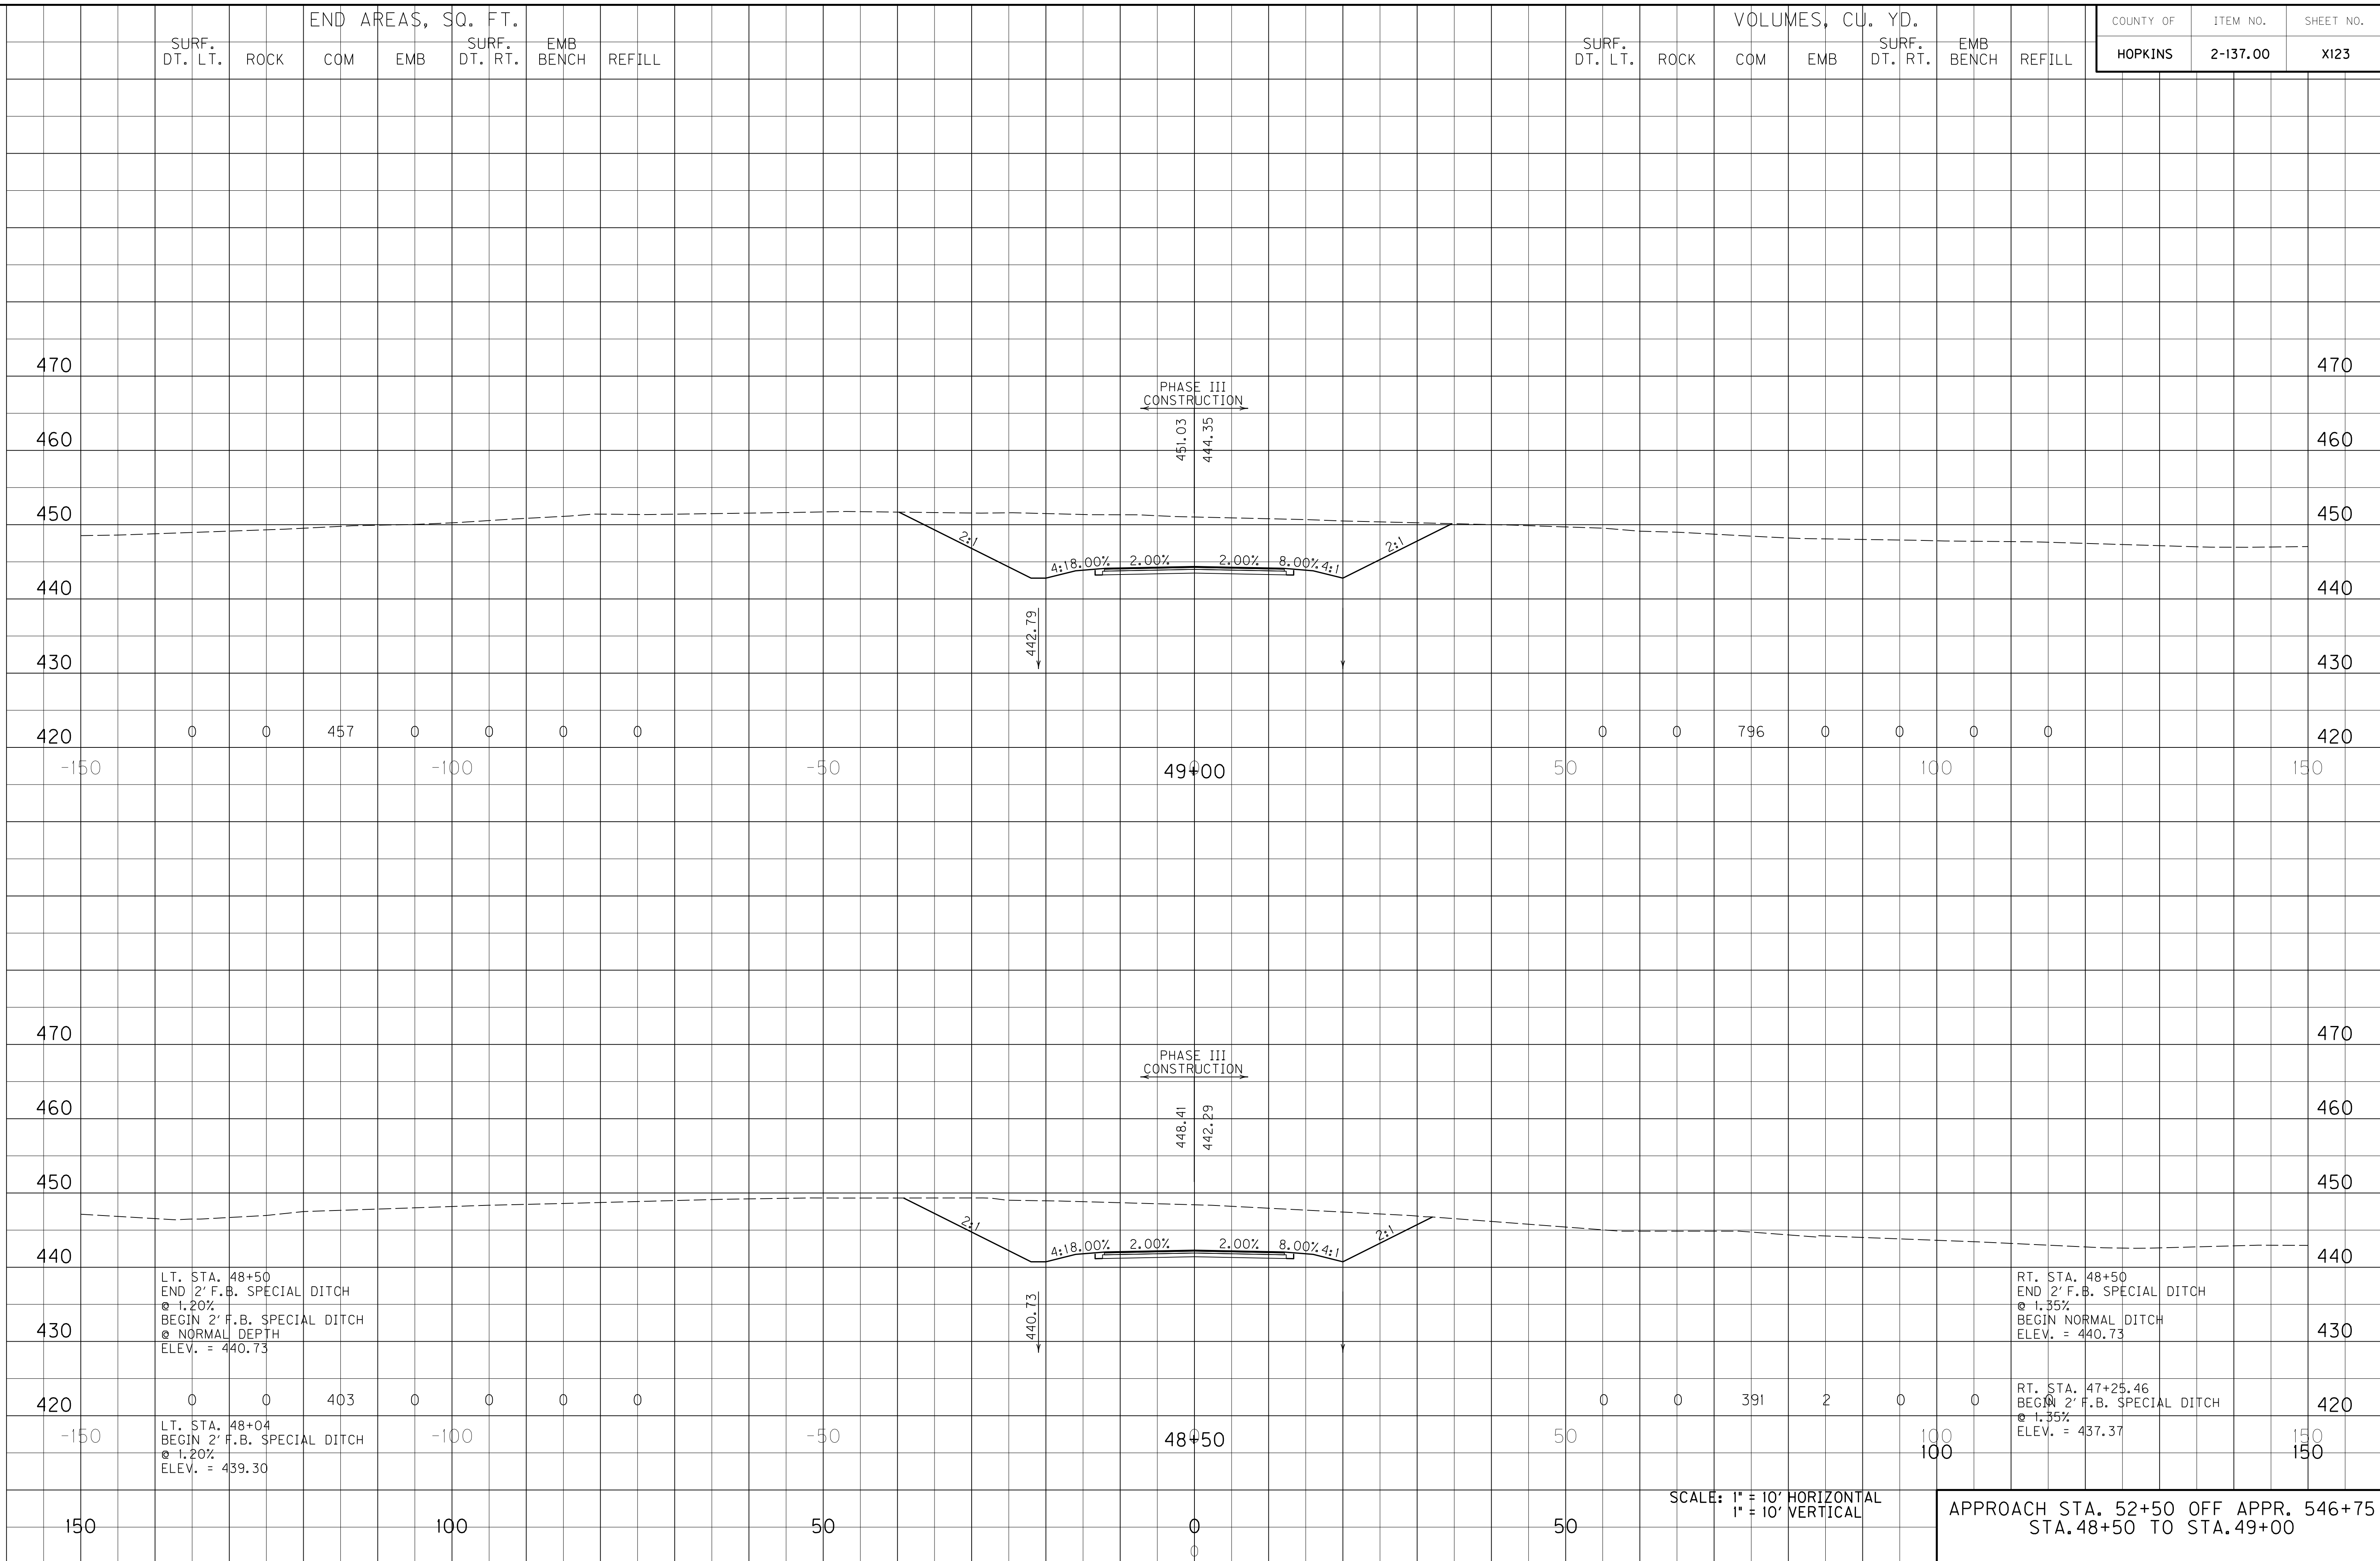 END AREAS, SQ. FT.
SURF. DT. LT. ROCK COM EMB SURF. DT. RT. EMB BENCH REFILL
VOLUMES, CU. YD.
SURF. DT. LT. ROCK COM EMB SURF. DT. RT. EMB BENCH REFILL
COUNTY OF ITEM NO. SHEET NO.
HOPKINS 2-137.00 X123
470 470
PHASE III
CONSTRUCTION
460 460
451.03 444.35
450 450
2:1 2:1
4:1 8.00% 2.00% 2.00% 8.00% 4:1
440 440
442.79
430 430
0 0 457 0 0 0 0
0 0 796 0 0 0 0
420 420
-150 -100 -50 0 50 100 150
49+00
470 470
PHASE III
CONSTRUCTION
460 460
448.41 442.29
450 450
2:1 2:1
4:1 8.00% 2.00% 2.00% 8.00% 4:1
440 440
LT. STA. 48+50
END 2' F.B. SPECIAL DITCH
@ 1.20%
BEGIN 2' F.B. SPECIAL DITCH
@ NORMAL DEPTH
ELEV. = 440.73
440.73
RT. STA. 48+50
END 2' F.B. SPECIAL DITCH
@ 1.35%
BEGIN NORMAL DITCH
ELEV. = 440.73
430 430
0 0 403 0 0 0 0
0 0 391 2 0 0 0
420 420
LT. STA. 48+04
BEGIN 2' F.B. SPECIAL DITCH
@ 1.20%
ELEV. = 439.30
RT. STA. 47+25.46
BEGIN 2' F.B. SPECIAL DITCH
@ 1.35%
ELEV. = 437.37
-150 -100 -50 0 50 100 150
48+50
100 150
SCALE: 1" = 10' HORIZONTAL
1" = 10' VERTICAL
150 100 50 0 50
0
APPROACH STA. 52+50 OFF APPR. 546+75
STA.48+50 TO STA.49+00